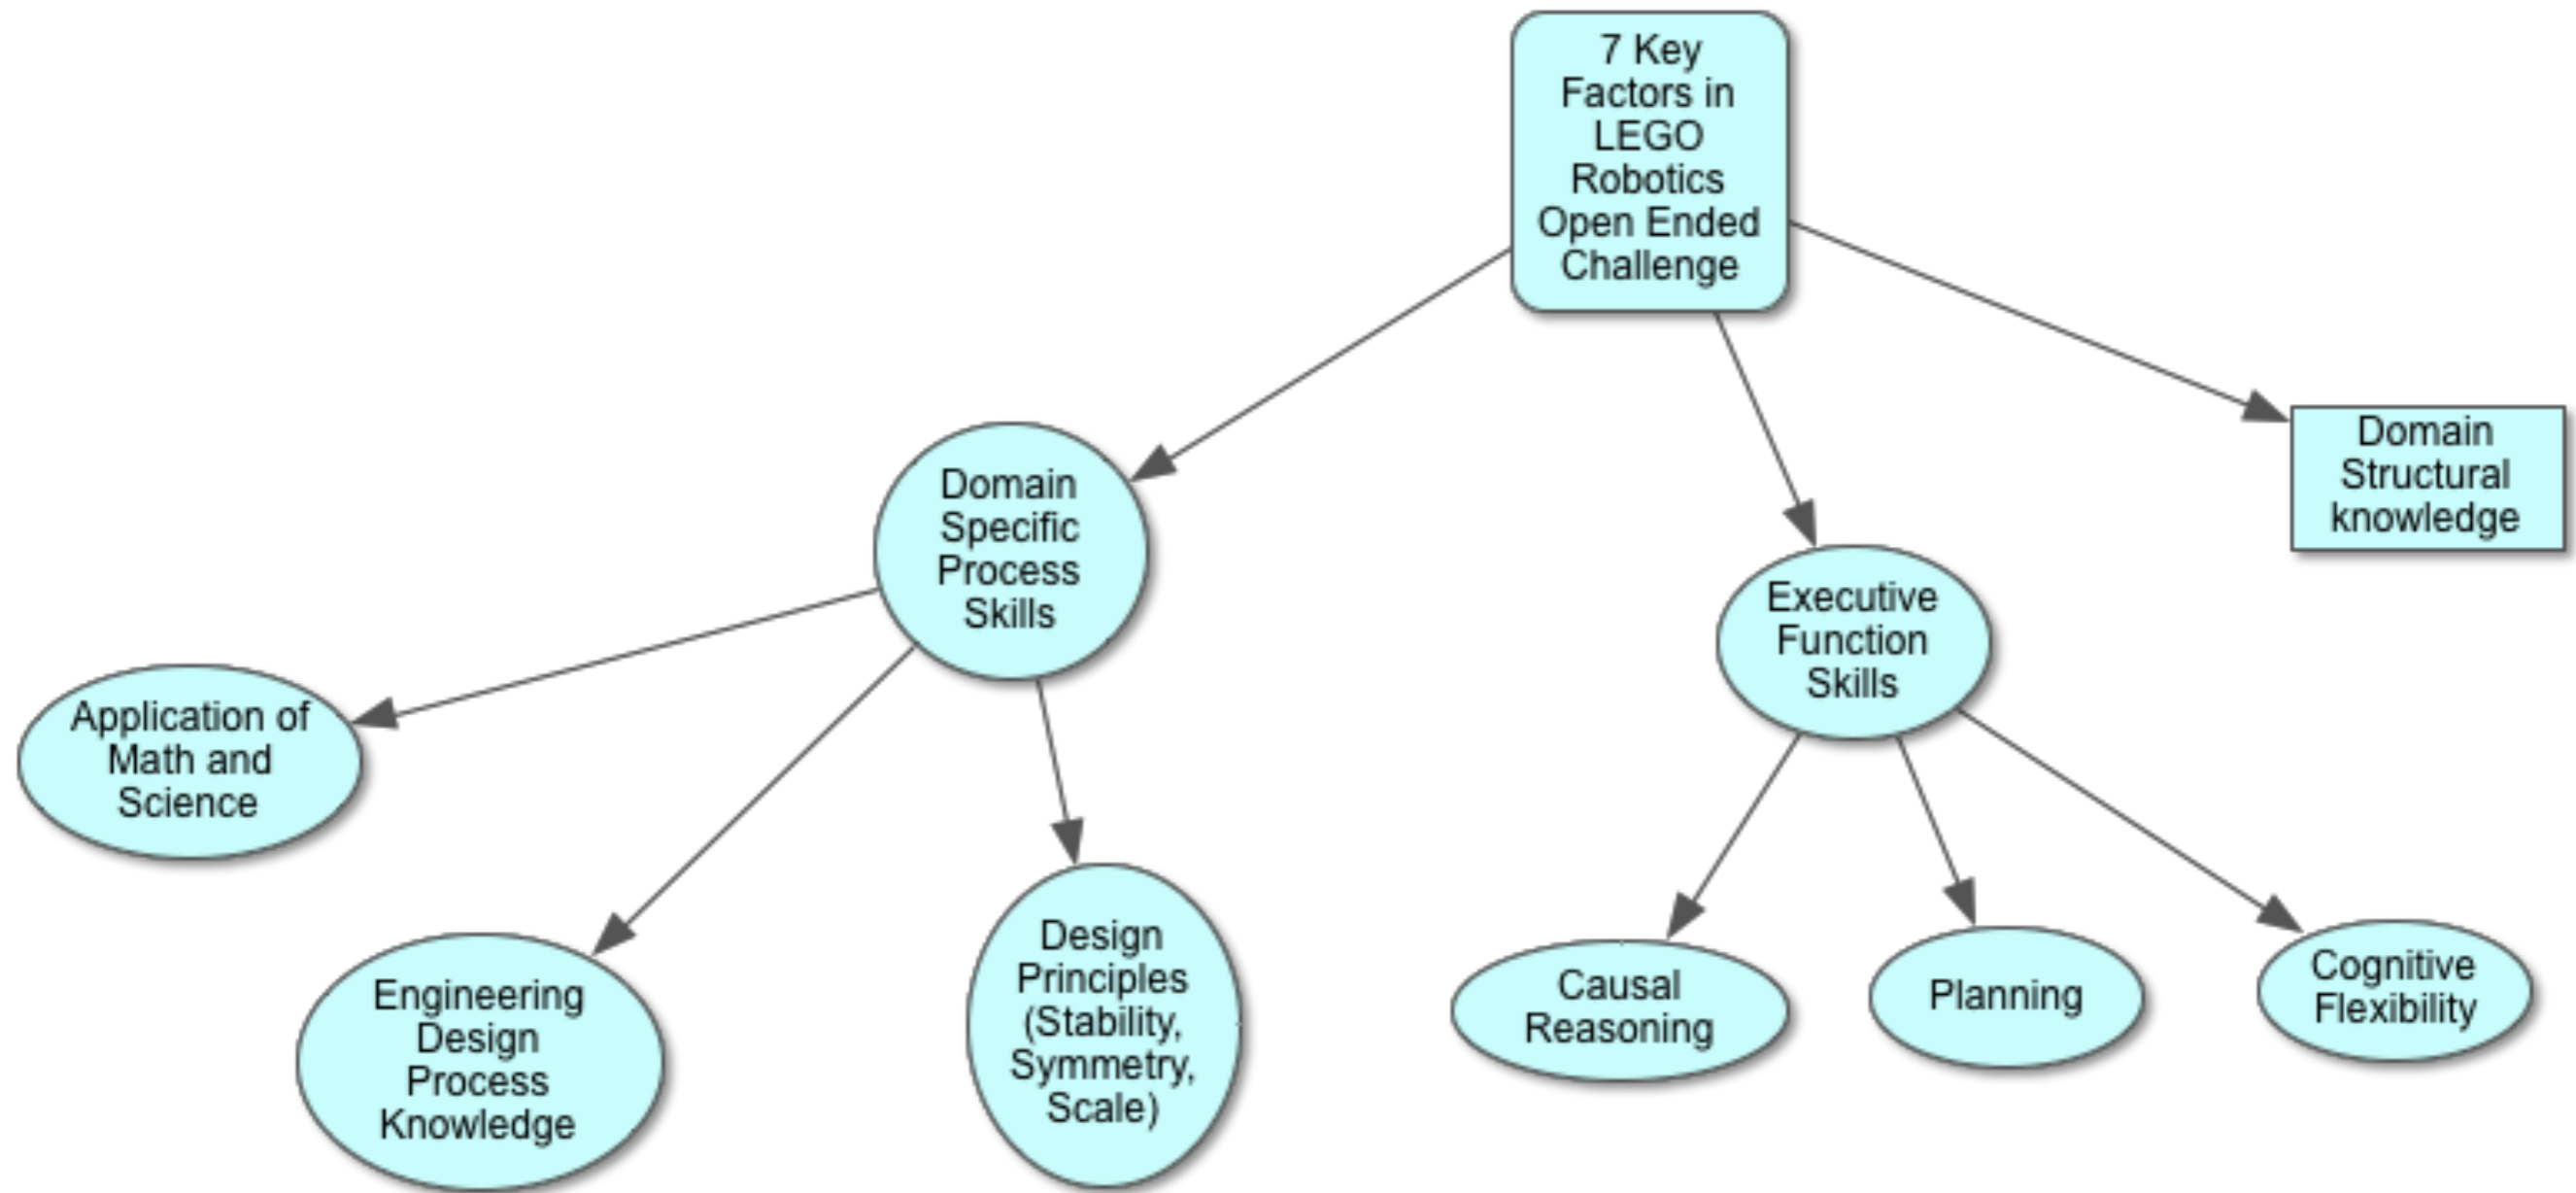 7 Key
Factors in
LEGO
Robotics
Open Ended
Challenge
Domain
Structural
knowledge
Domain
Specific
Process
Skills
Executive
Function
Skills
Application of
Math and
Science
Engineering
Design
Process
Knowledge
Design
Principles
(Stability,
Symmetry,
Scale)
Causal
Reasoning
Planning
Cognitive
Flexibility